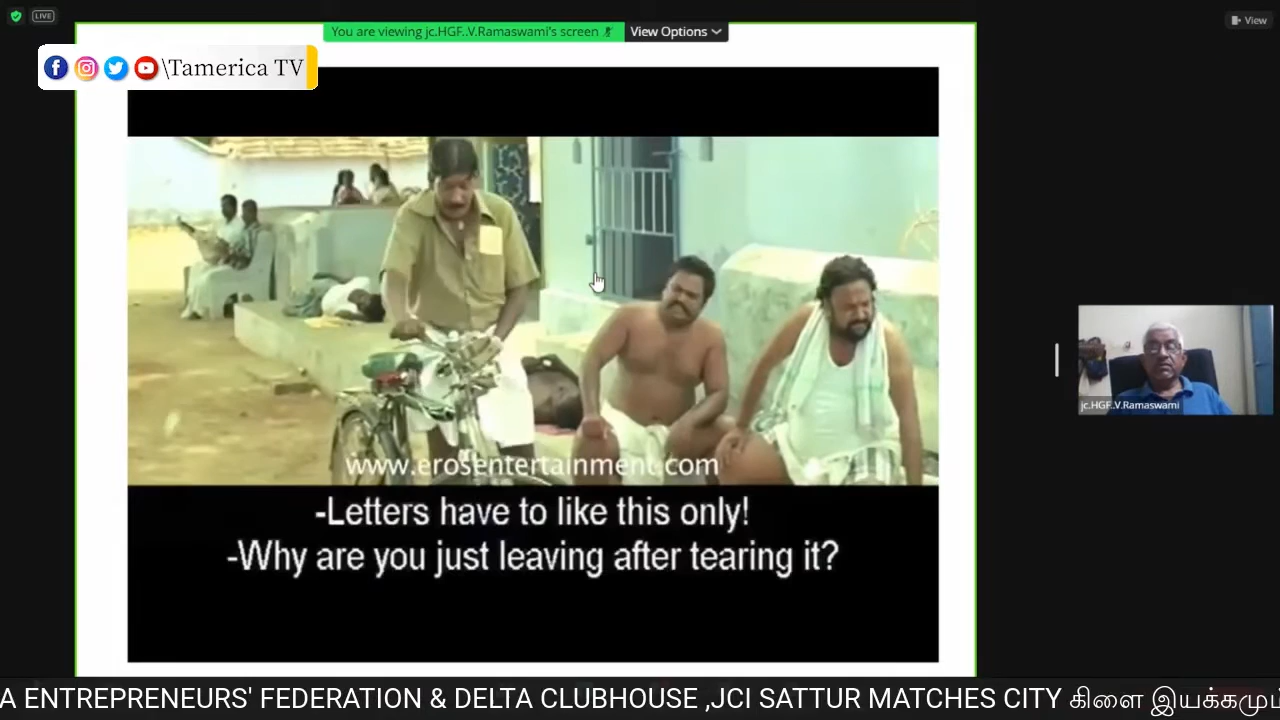 LIVE
You are viewing jc.HGF..V.Ramaswami's screen
View Options
View
\Tamerica TV
www.erosentertainment.com
-Letters have to like this only!
-Why are you just leaving after tearing it?
jc.HGF..V.Ramaswami
A ENTREPRENEURS' FEDERATION & DELTA CLUBHOUSE ,JCI SATTUR MATCHES CITY கிளை இயக்கமும்